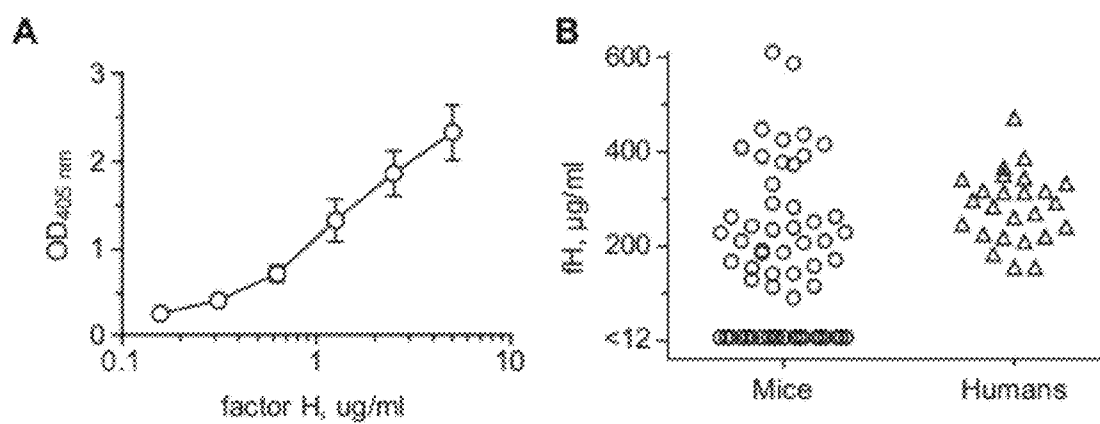 A
3
2
1
0
OD405 nm
0.1
1
10
factor H, ug/ml
B
600
400
200
<12
fH, µg/ml
Mice
Humans